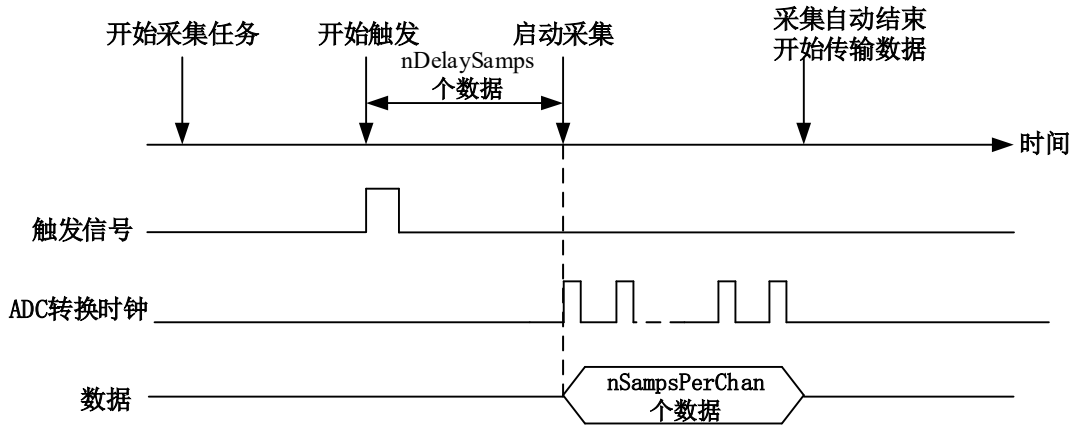 开始采集任务
开始触发
启动采集
采集自动结束
开始传输数据
nDelaySamps
个数据
时间
触发信号
ADC转换时钟
数据
nSampsPerChan
个数据